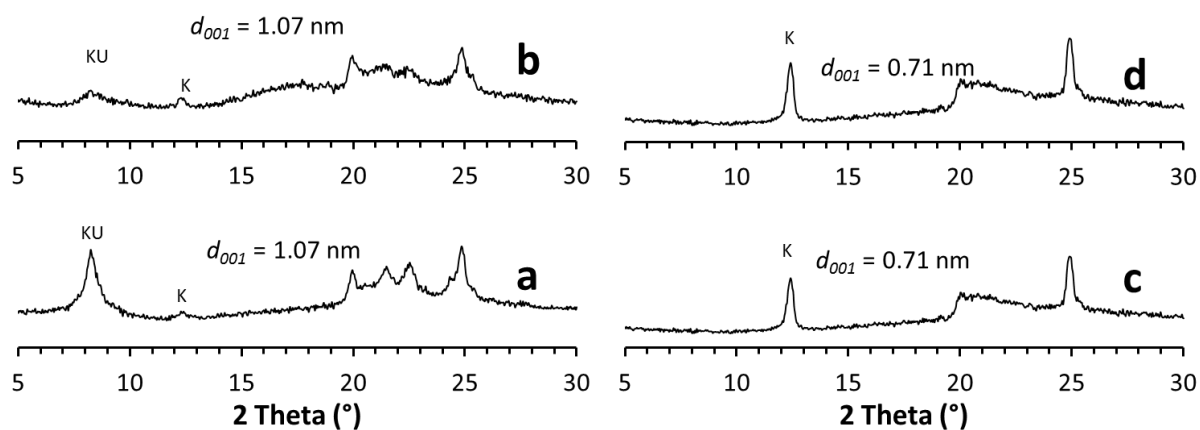 d001 = 1.07 nm
KU
K
b
5 10 15 20 25 30
K
d001 = 0.71 nm
d
5 10 15 20 25 30
KU
d001 = 1.07 nm
K
a
5 10 15 20 25 30
2 Theta (°)
K
d001 = 0.71 nm
c
5 10 15 20 25 30
2 Theta (°)